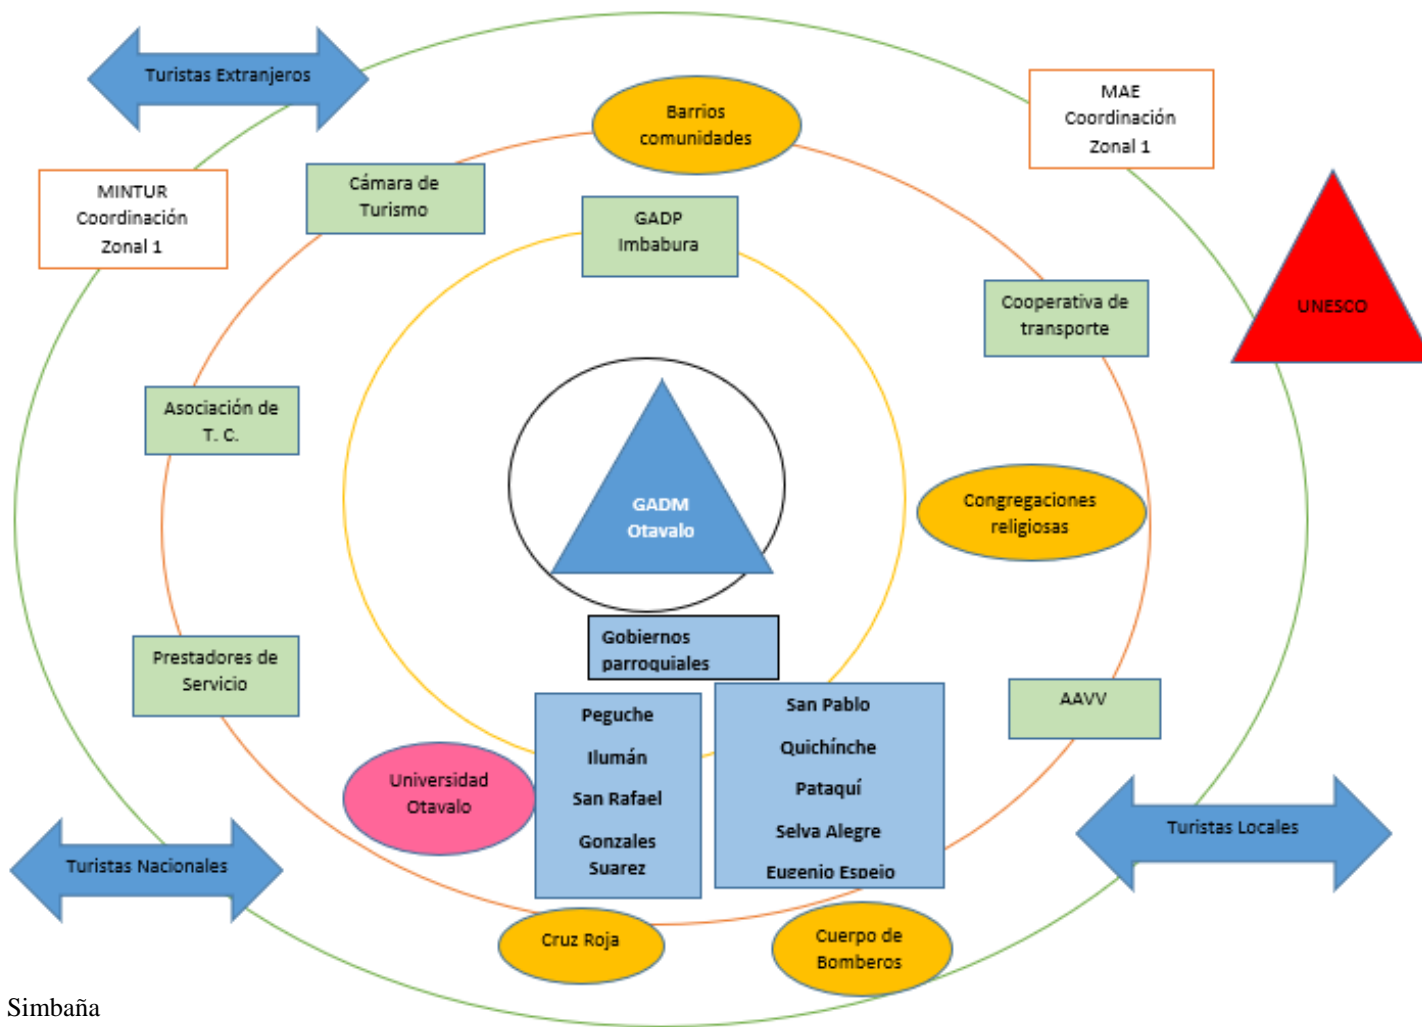 Turistas Extranjeros
MAE
Coordinación
Zonal 1
Barrios
comunidades
MINTUR
Coordinación
Zonal 1
Cámara de
Turismo
GADP
Imbabura
UNESCO
Cooperativa de
transporte
Asociación de
T. C.
GADM
Otavalo
Congregaciones
religiosas
Gobiernos
parroquiales
Prestadores de
Servicio
Peguche
Ilumán
San Rafael
Gonzales
Suarez
San Pablo
Quichínche
Pataquí
Selva Alegre
Eugenio Espejo
AAVV
Universidad
Otavalo
Turistas Locales
Turistas Nacionales
Cruz Roja
Cuerpo de
Bomberos
Simbaña